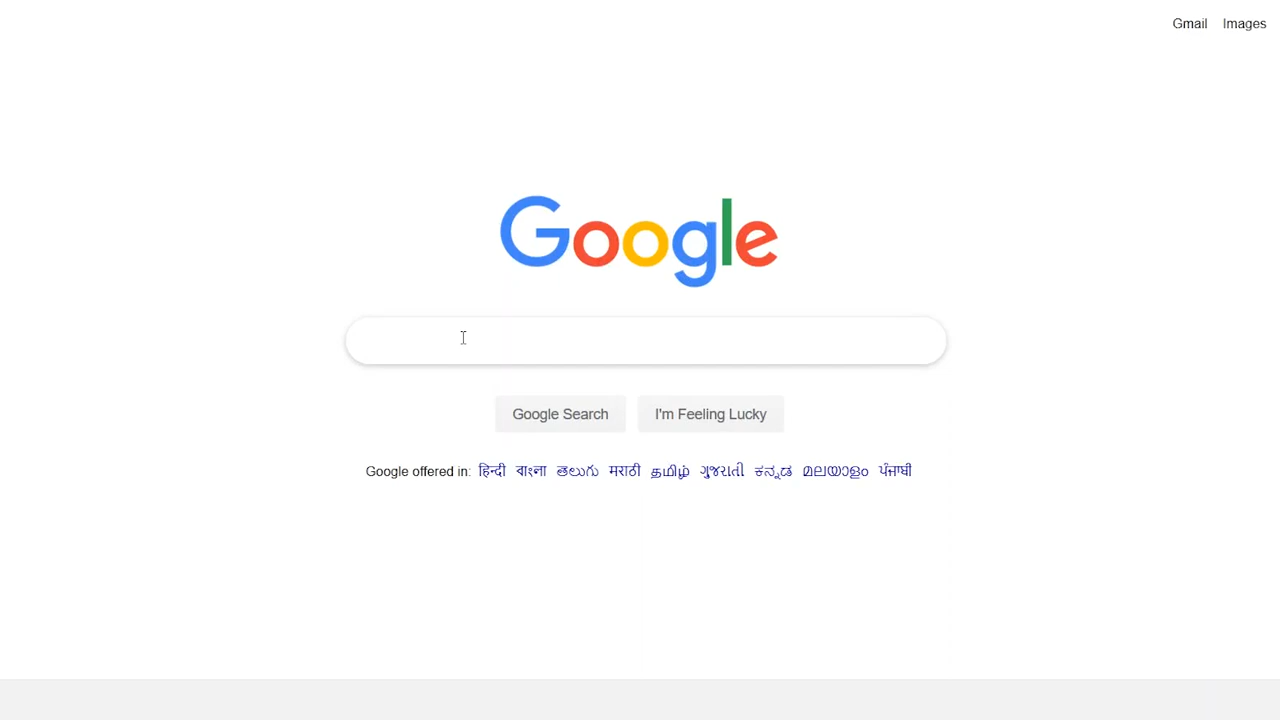 Gmail Images
Google
Google Search I'm Feeling Lucky
Google offered in: हिन्दी বাংলা తెలుగు मराठी தமிழ் ગુજરાતી ಕನ್ನಡ മലയാളം ਪੰਜਾਬੀ